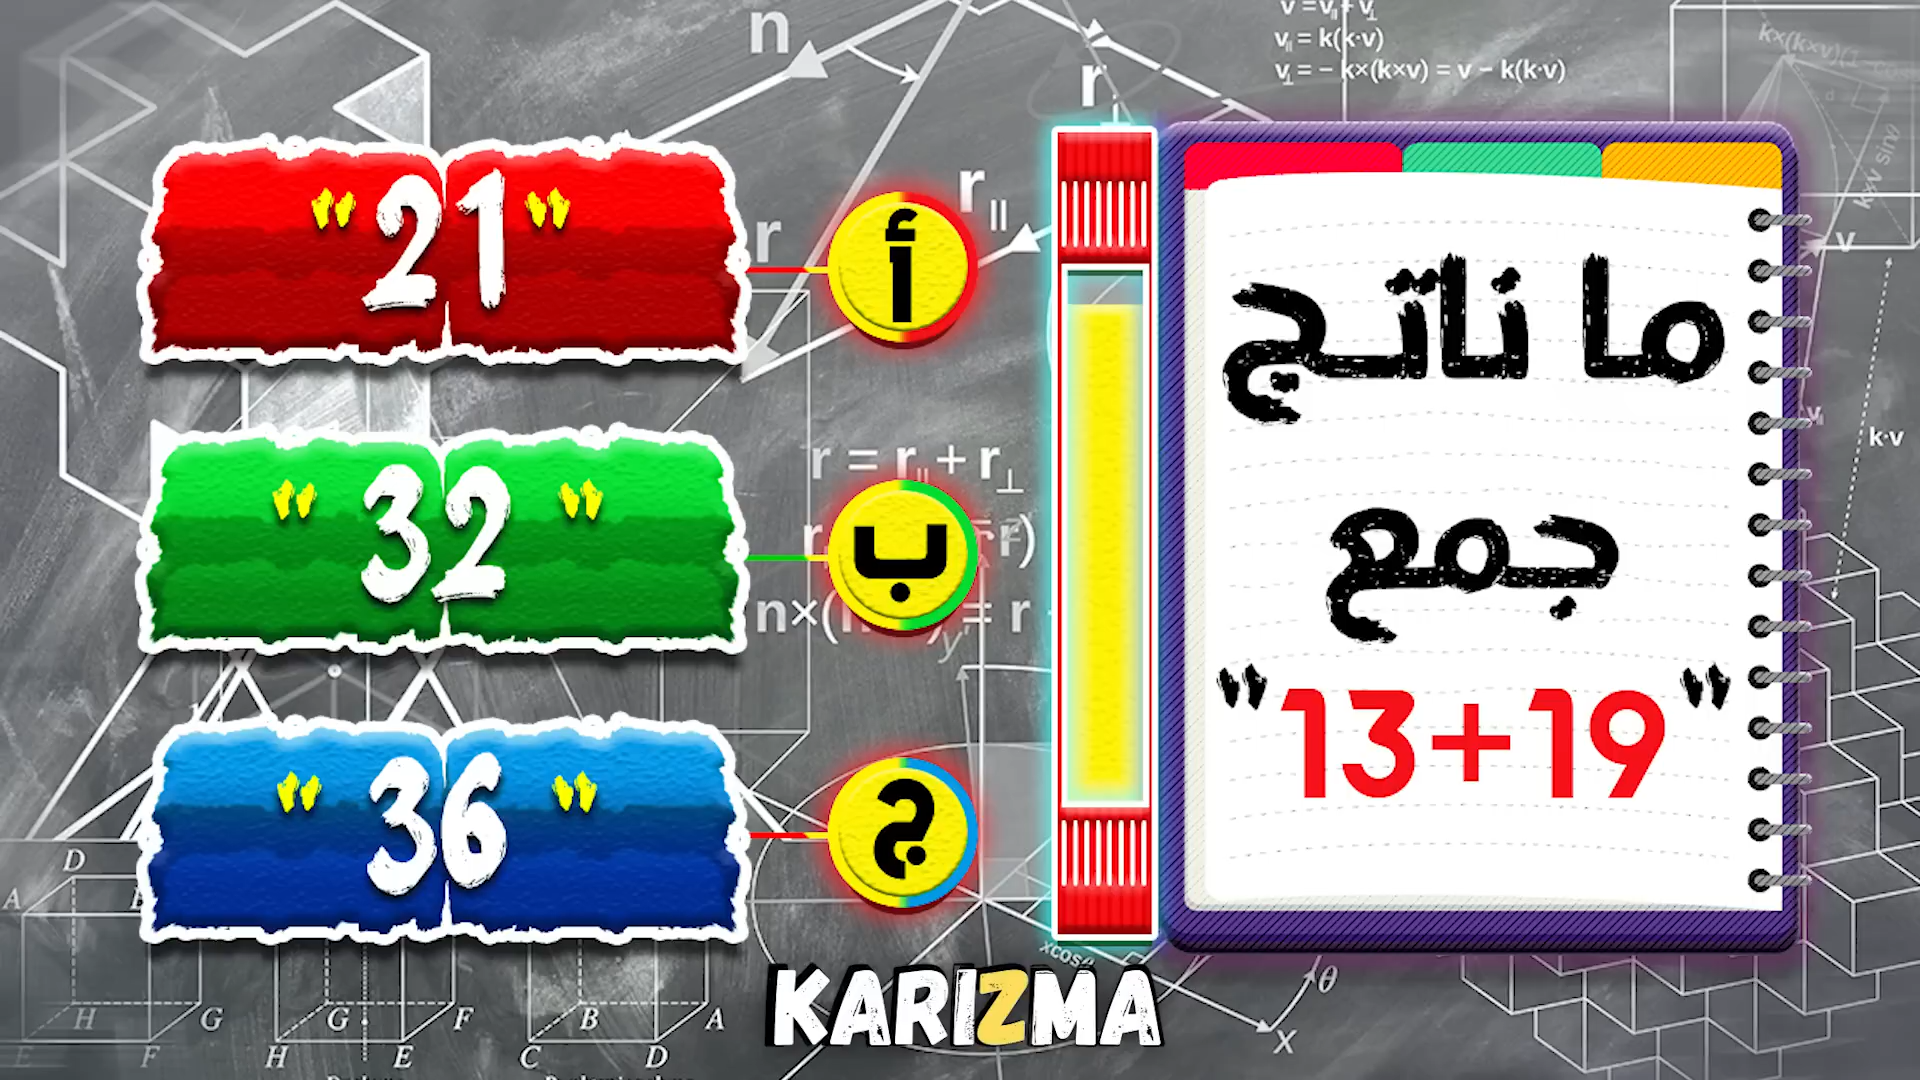 ما ناتج
جمع
"13+19"
أ
"21"
ب
" 32 "
ج
" 36 "
KARIZMA
n
r
r
r
v = k(k·v)
= − k×(k×v) = v − k(k·v)
k·v
v
θ
x
D
A
H
G
E
F
G
F
H
E
B
A
C
D